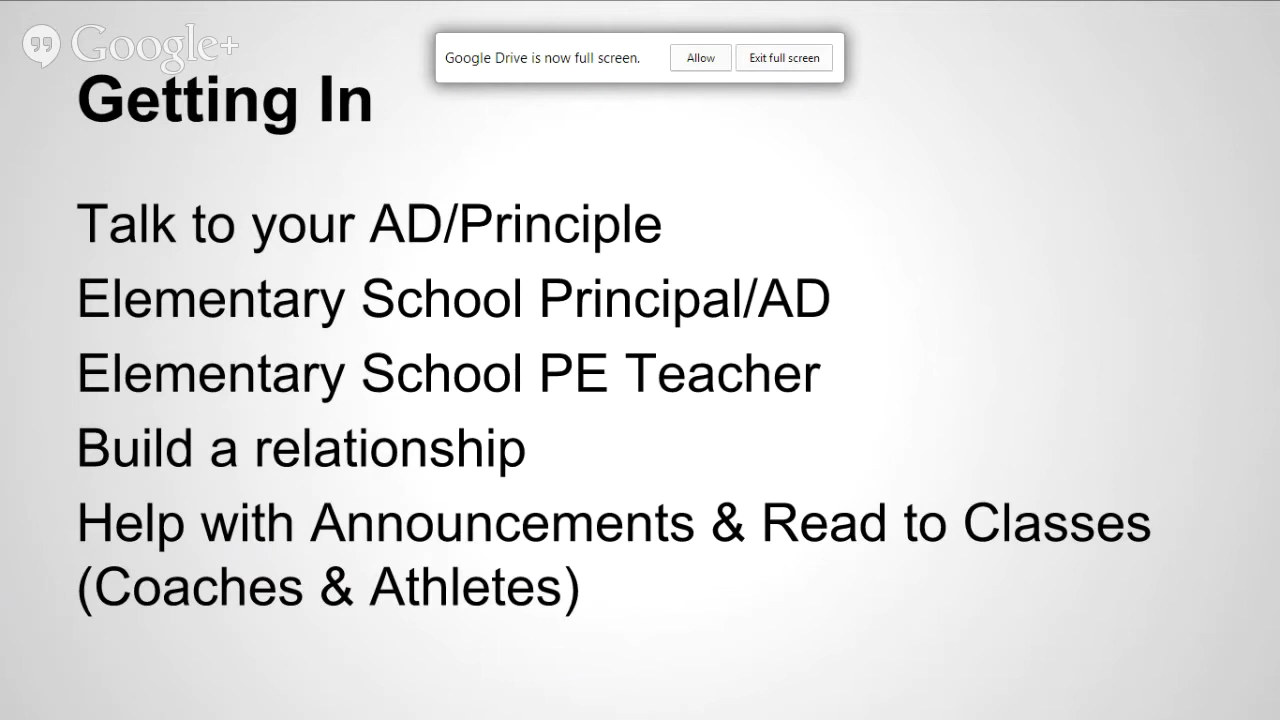 Google+
Google Drive is now full screen. Allow Exit full screen
Getting In
Talk to your AD/Principle
Elementary School Principal/AD
Elementary School PE Teacher
Build a relationship
Help with Announcements & Read to Classes
(Coaches & Athletes)